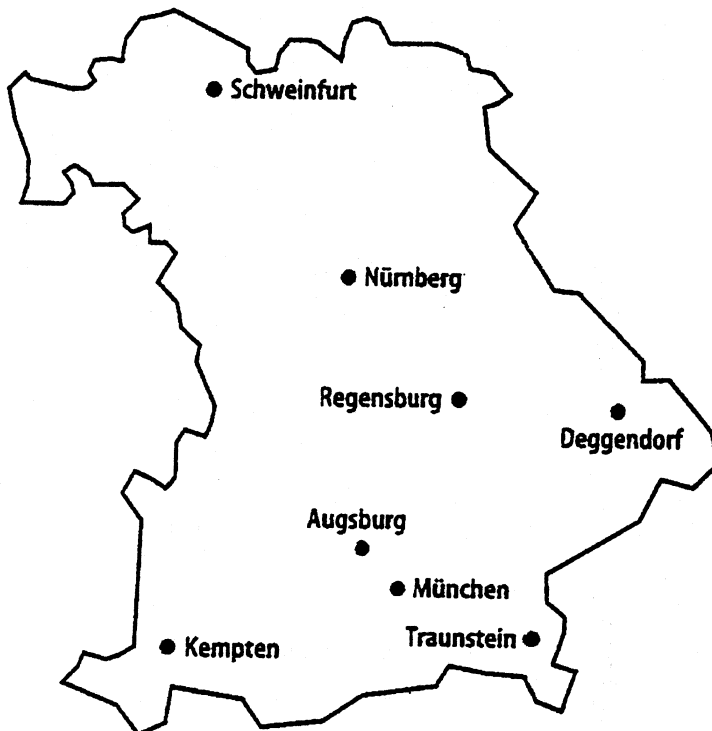 Schweinfurt
Nürnberg
Regensburg
Deggendorf
Augsburg
München
Traunstein
Kempten